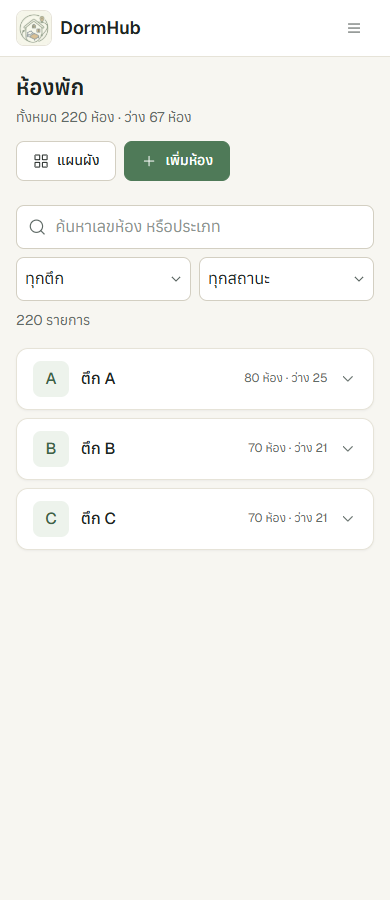 DormHub
ห้องพัก
ทั้งหมด 220 ห้อง · ว่าง 67 ห้อง
แผนผัง
เพิ่มห้อง
ค้นหาเลขห้อง หรือประเภท
ทุกตึก
ทุกสถานะ
220 รายการ
A ตึก A 80 ห้อง · ว่าง 25
B ตึก B 70 ห้อง · ว่าง 21
C ตึก C 70 ห้อง · ว่าง 21